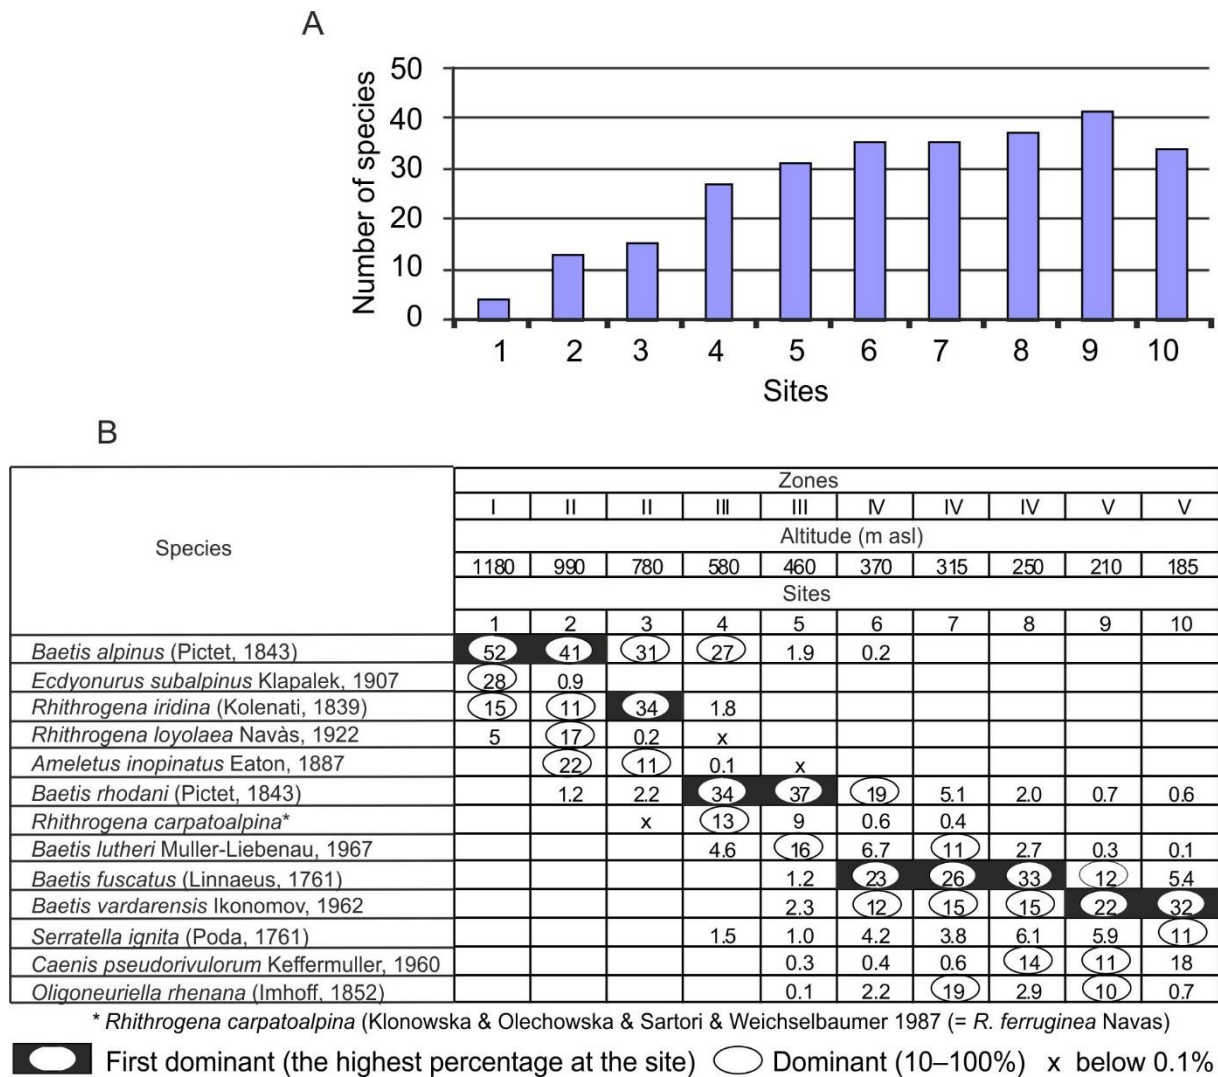 A
Number of species
50
40
30
20
10
0
1 2 3 4 5 6 7 8 9 10
Sites
B
Species
Zones
I II II III III IV IV IV V V
Altitude (m asl)
1180 990 780 580 460 370 315 250 210 185
Sites
1 2 3 4 5 6 7 8 9 10
Baetis alpinus (Pictet, 1843) 52 41 31 27 1.9 0.2
Ecdyonurus subalpinus Klapalek, 1907 28 0.9
Rhithrogena iridina (Kolenati, 1839) 15 11 34 1.8
Rhithrogena loyolaea Navàs, 1922 5 17 0.2 x
Ameletus inopinatus Eaton, 1887 22 11 0.1 x
Baetis rhodani (Pictet, 1843) 1.2 2.2 34 37 19 5.1 2.0 0.7 0.6
Rhithrogena carpatoalpina* x 13 9 0.6 0.4
Baetis lutheri Muller-Liebenau, 1967 4.6 16 6.7 11 2.7 0.3 0.1
Baetis fuscatus (Linnaeus, 1761) 1.2 23 26 33 12 5.4
Baetis vardarensis Ikonomov, 1962 2.3 12 15 15 22 32
Serratella ignita (Poda, 1761) 1.5 1.0 4.2 3.8 6.1 5.9 11
Caenis pseudorivulorum Keffermuller, 1960 0.3 0.4 0.6 14 11 18
Oligoneuriella rhenana (Imhoff, 1852) 0.1 2.2 19 2.9 10 0.7
* Rhithrogena carpatoalpina (Klonowska & Olechowska & Sartori & Weichselbaumer 1987 (= R. ferruginea Navas)
First dominant (the highest percentage at the site) Dominant (10–100%) x below 0.1%